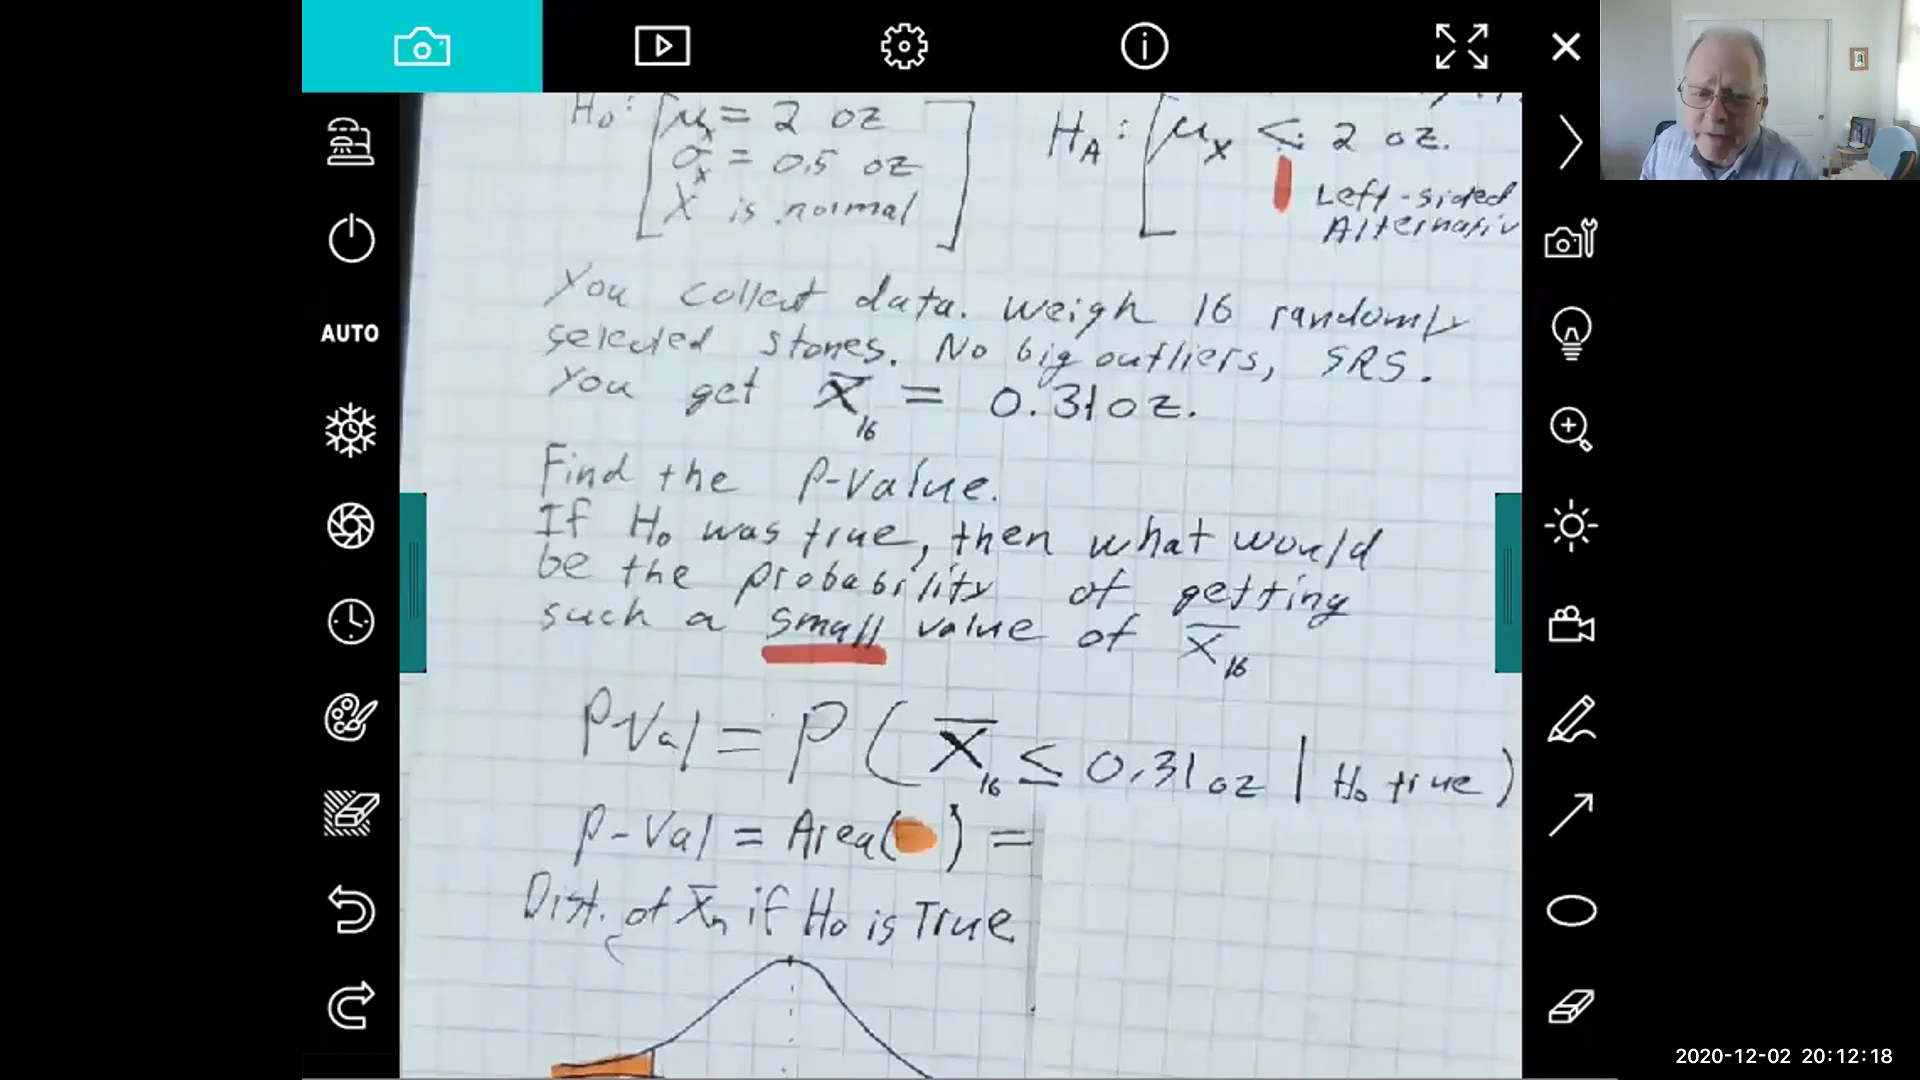 H₀: [μₓ = 2 oz
σₓ = 0.5 oz
X is normal]
H_A: [μₓ < 2 oz.
Left-sided
Alternativ
You collect data. Weigh 16 randomly
selected stones. No big outliers, SRS.
You get X̄₁₆ = 0.31 oz.
Find the P-Value.
If H₀ was true, then what would
be the probability of getting
such a small value of X̄₁₆
PVal = P( X̄₁₆ ≤ 0.31 oz | H₀ true)
P-Val = Area( ) =
Dist. of X̄ₙ if H₀ is True
AUTO
2020-12-02 20:12:18